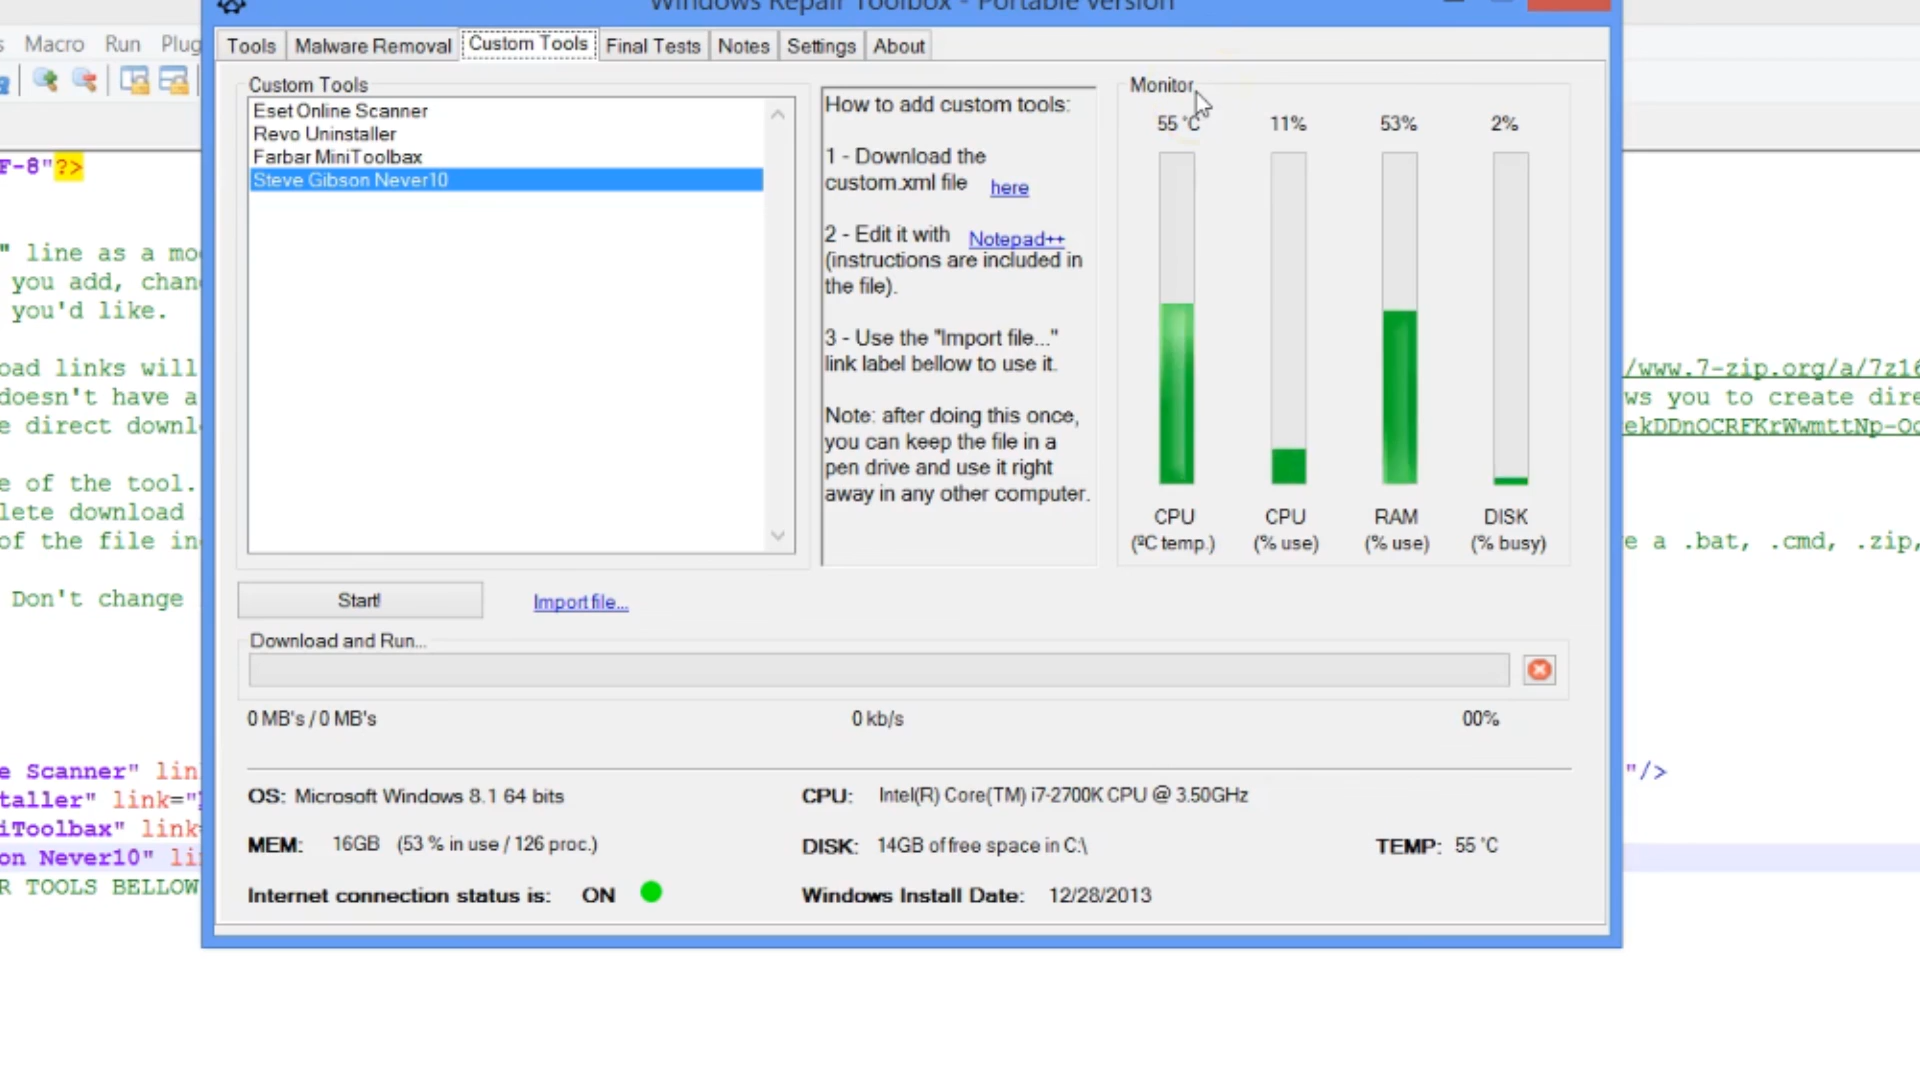 Windows Repair Toolbox - Portable version
Macro Run Plug
Tools Malware Removal Custom Tools Final Tests Notes Settings About
Custom Tools
Eset Online Scanner
Revo Uninstaller
Farbar MiniToolbax
Steve Gibson Never10
How to add custom tools:
1 - Download the
custom.xml file here
2 - Edit it with Notepad++
(instructions are included in
the file).
3 - Use the "Import file..."
link label bellow to use it.
Note: after doing this once,
you can keep the file in a
pen drive and use it right
away in any other computer.
Monitor
55 °C 11% 53% 2%
CPU CPU RAM DISK
(ºC temp.) (% use) (% use) (% busy)
Start!
Import file...
Download and Run...
0 MB's / 0 MB's 0 kb/s 00%
OS: Microsoft Windows 8.1 64 bits CPU: Intel(R) Core(TM) i7-2700K CPU @ 3.50GHz
MEM: 16GB (53 % in use / 126 proc.) DISK: 14GB of free space in C:\ TEMP: 55 °C
Internet connection status is: ON Windows Install Date: 12/28/2013
F-8"?>
" line as a mo
you add, chan
you'd like.
oad links will /www.7-zip.org/a/7z16
doesn't have a ws you to create dire
e direct downl ekDDnOCRFKrWwmttNp-Oo
e of the tool.
lete download
of the file in e a .bat, .cmd, .zip,
Don't change
e Scanner" lin "/>
taller" link="
iToolbax" link
on Never10" li
R TOOLS BELLOW